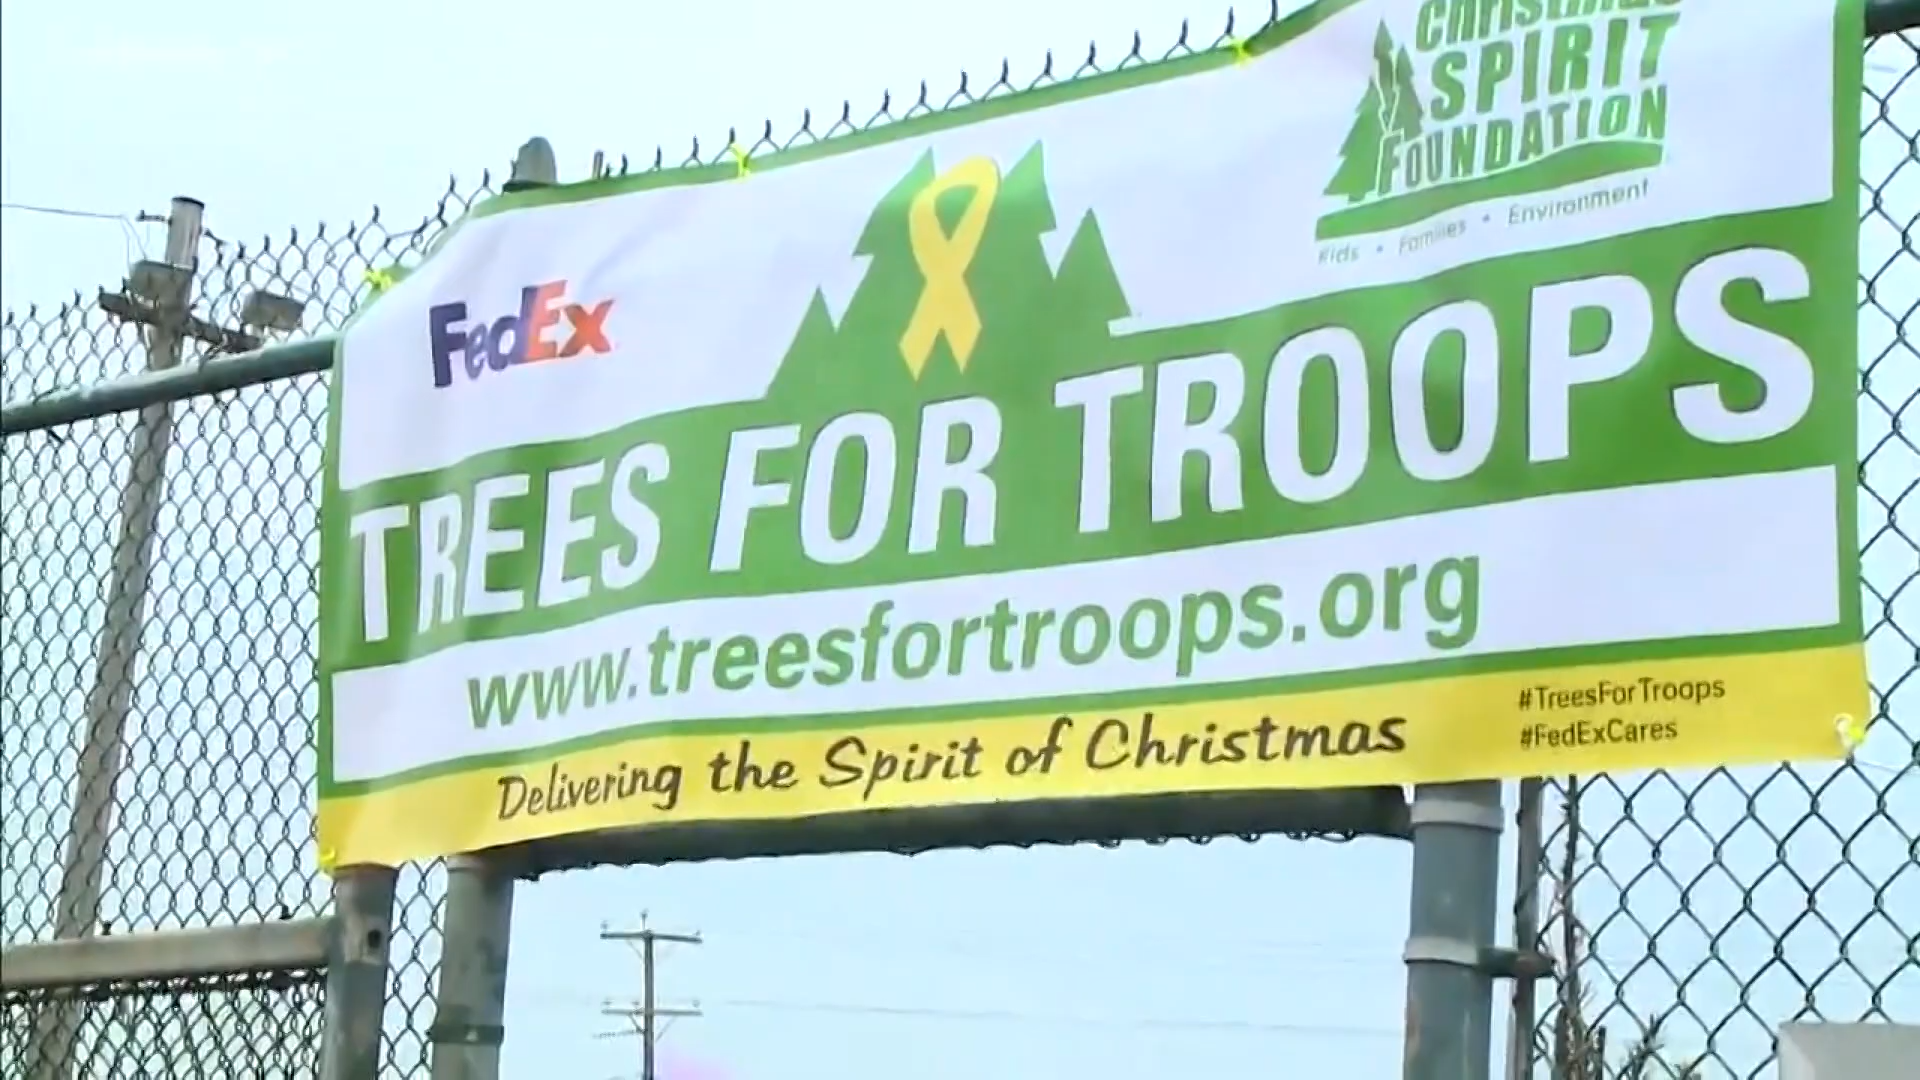 Christmas
SPIRIT
FOUNDATION
Kids • Families • Environment
FedEx
TREES FOR TROOPS
www.treesfortroops.org
Delivering the Spirit of Christmas
#TreesForTroops
#FedExCares